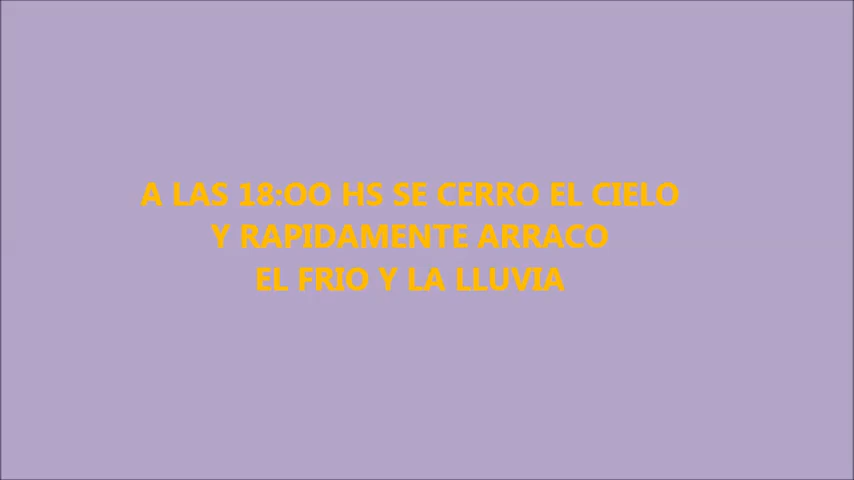 A LAS 18:OO HS SE CERRO EL CIELO
Y RAPIDAMENTE ARRACO
EL FRIO Y LA LLUVIA